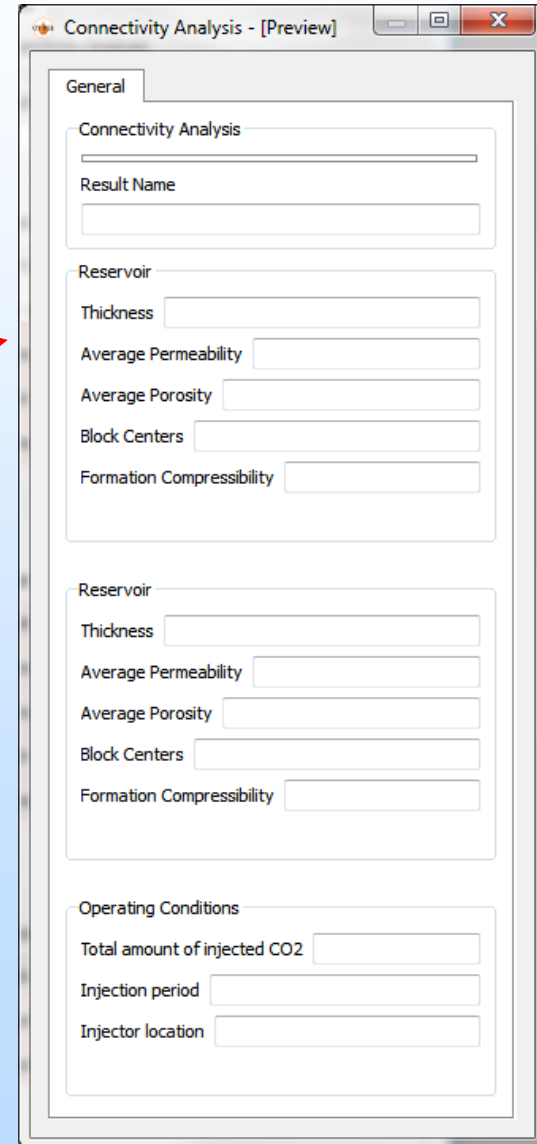 Connectivity Analysis - [Preview]
General
Connectivity Analysis
Result Name
Reservoir
Thickness
Average Permeability
Average Porosity
Block Centers
Formation Compressibility
Reservoir
Thickness
Average Permeability
Average Porosity
Block Centers
Formation Compressibility
Operating Conditions
Total amount of injected CO2
Injection period
Injector location